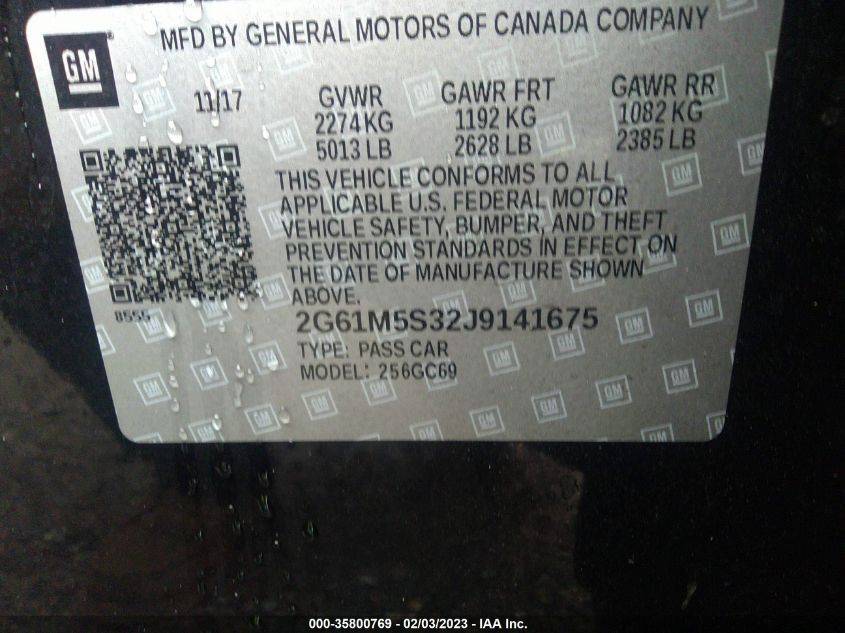 MFD BY GENERAL MOTORS OF CANADA COMPANY
GM
11/17 GVWR GAWR FRT GAWR RR
2274 KG 1192 KG 1082 KG
5013 LB 2628 LB 2385 LB
THIS VEHICLE CONFORMS TO ALL
APPLICABLE U.S. FEDERAL MOTOR
VEHICLE SAFETY, BUMPER, AND THEFT
PREVENTION STANDARDS IN EFFECT ON
THE DATE OF MANUFACTURE SHOWN
ABOVE.
8555
2G61M5S32J9141675
TYPE: PASS CAR
MODEL: 256GC69
000-35800769 - 02/03/2023 - IAA Inc.